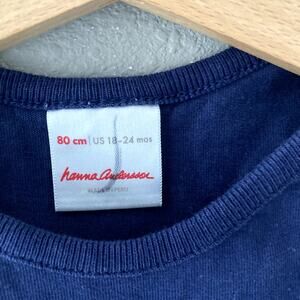 80 cm | US 18-24 mos
hanna andersson
MADE IN PERU